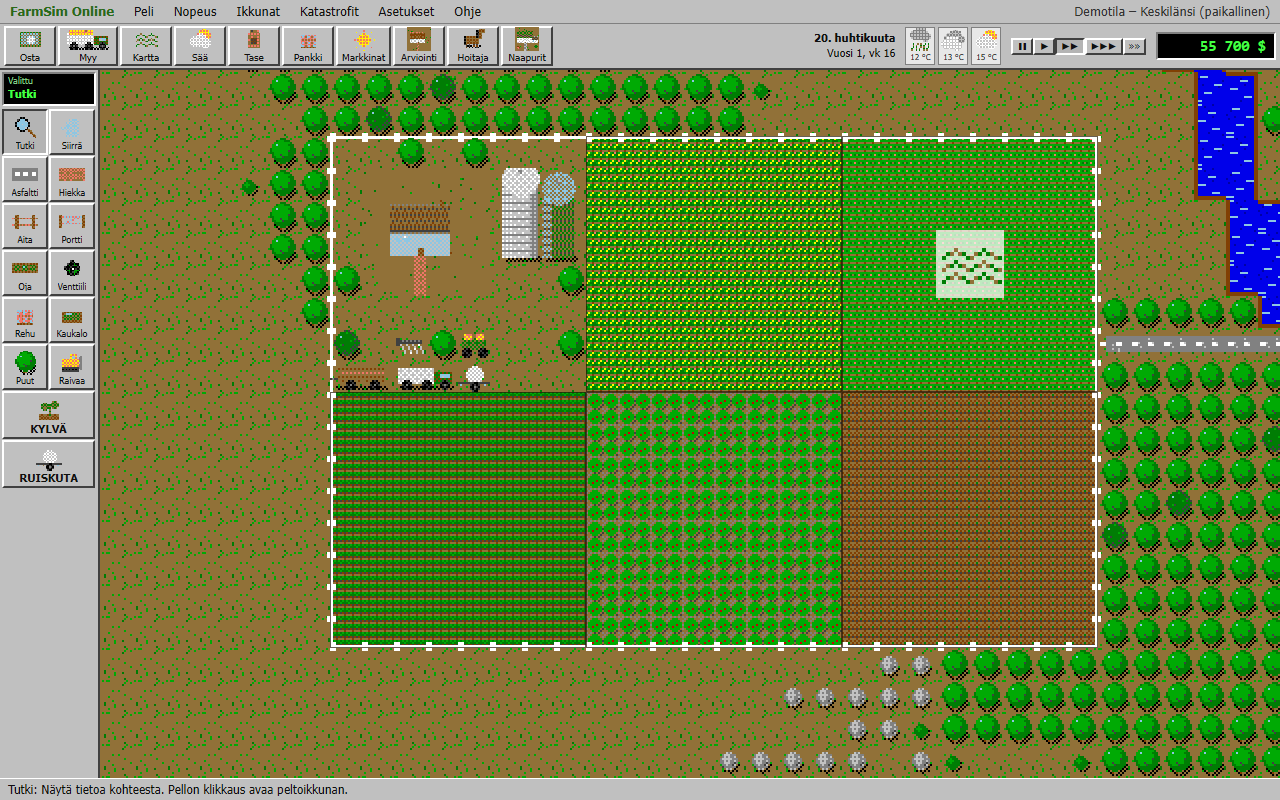 FarmSim Online Peli Nopeus Ikkunat Katastrofit Asetukset Ohje Demotila – Keskilänsi (paikallinen)
Osta Myy Kartta Sää Tase Pankki Markkinat Arviointi Hoitaja Naapurit
20. huhtikuuta
Vuosi 1, vk 16
12 °C 13 °C 15 °C
55 700 $
Valittu
Tutki
Tutki Siirrä
Asfaltti Hiekka
Aita Portti
Oja Venttiili
Rehu Kaukalo
Puut Raivaa
KYLVÄ
RUISKUTA
Tutki: Näytä tietoa kohteesta. Pellon klikkaus avaa peltoikkunan.